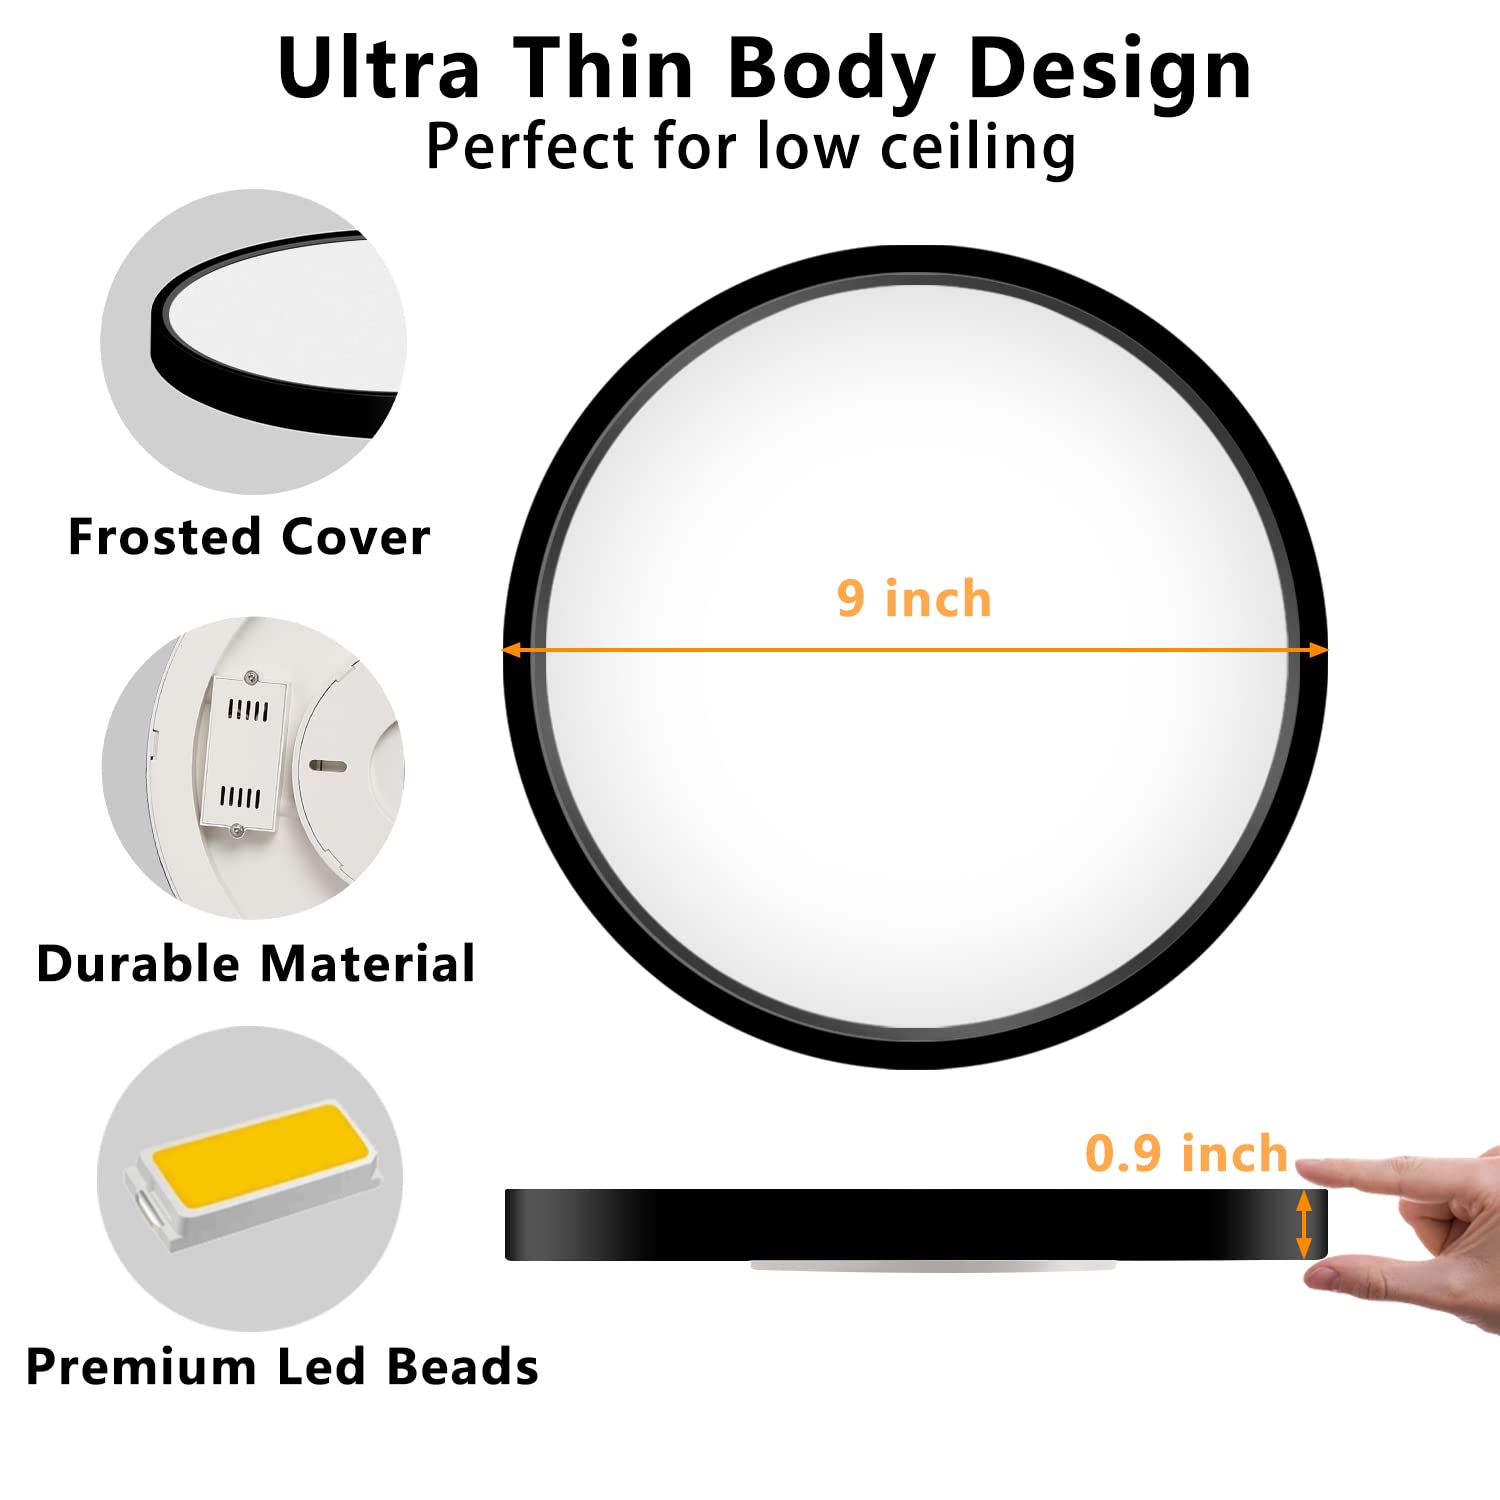 Ultra Thin Body Design
Perfect for low ceiling
Frosted Cover
9 inch
Durable Material
0.9 inch
Premium Led Beads